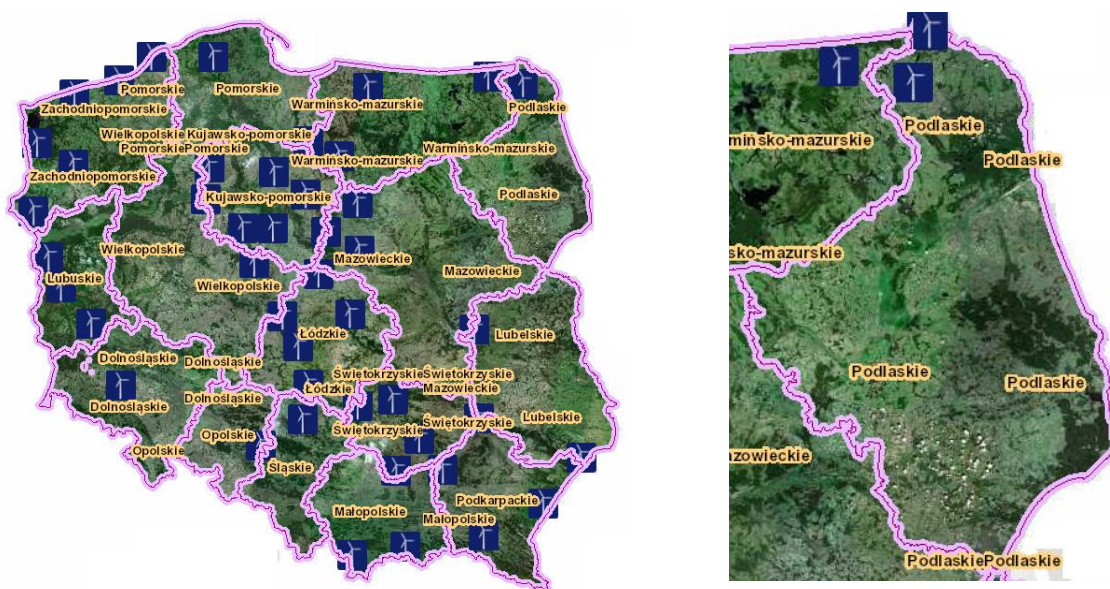 Pomorskie
Pomorskie
Zachodniopomorskie
Warmińsko-mazurskie
Podlaskie
Wielkopolskie
Kujawsko-pomorskie
Pomorskie
Pomorskie
Warmińsko-mazurskie
Warmińsko-mazurskie
Zachodniopomorskie
Kujawsko-pomorskie
Podlaskie
Wielkopolskie
Mazowieckie
Mazowieckie
Lubuskie
Wielkopolskie
Łódzkie
Lubelskie
Dolnośląskie
Dolnośląskie
Świętokrzyskie
Świętokrzyskie
Łódzkie
Mazowieckie
Dolnośląskie
Dolnośląskie
Świętokrzyskie
Świętokrzyskie
Lubelskie
Opolskie
Opolskie
Śląskie
Podkarpackie
Małopolskie
Małopolskie
Podlaskie
mińsko-mazurskie
Podlaskie
sko-mazurskie
Podlaskie
Podlaskie
azowieckie
Podlaskie
Podlaskie